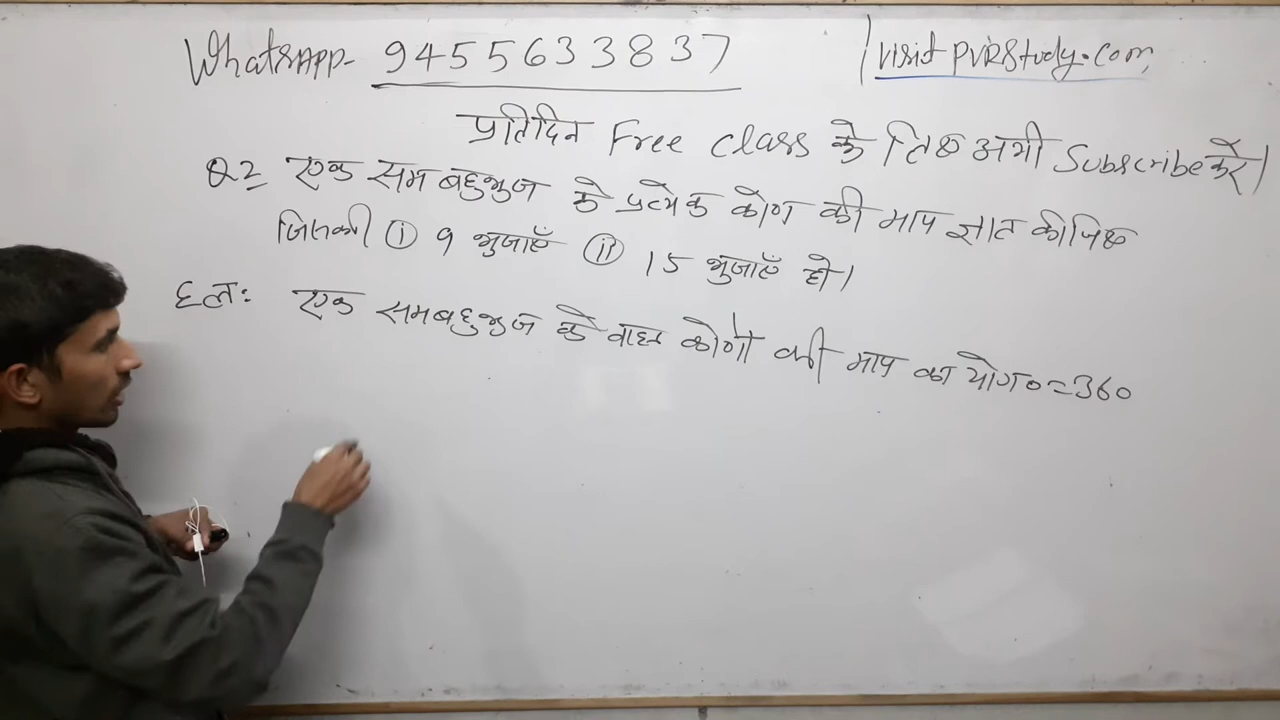 WhatsApp- 9455633837
visit PVRStudy.com
प्रतिदिन Free Class के लिए अभी Subscribe करें।
Q2 एक सम बहुभुज के प्रत्येक कोण की माप ज्ञात कीजिए
जिसकी (i) 9 भुजाएँ (ii) 15 भुजाएँ हो।
हलः एक समबहुभुज के वाह्य कोणों की माप का योग०=360